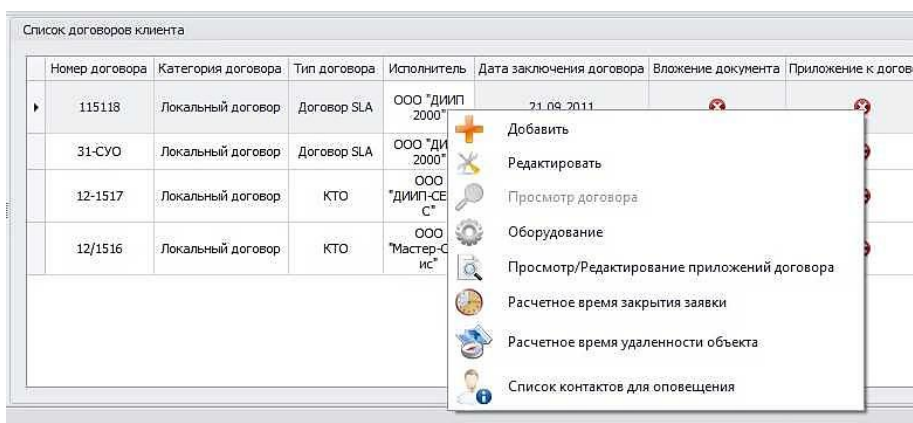 Список договоров клиента
Номер договора Категория договора Тип договора Исполнитель Дата заключения договора Вложение документа Приложение к догов
115118 Локальный договор Договор SLA ООО "ДИИП 2000" 21.09.2011
31-СУО Локальный договор Договор SLA ООО "ДИ 2000"
12-1517 Локальный договор КТО ООО "ДИИП-СЕ С"
12/1516 Локальный договор КТО ООО "Мастер-С ис"
Добавить
Редактировать
Просмотр договора
Оборудование
Просмотр/Редактирование приложений договора
Расчетное время закрытия заявки
Расчетное время удаленности объекта
Список контактов для оповещения